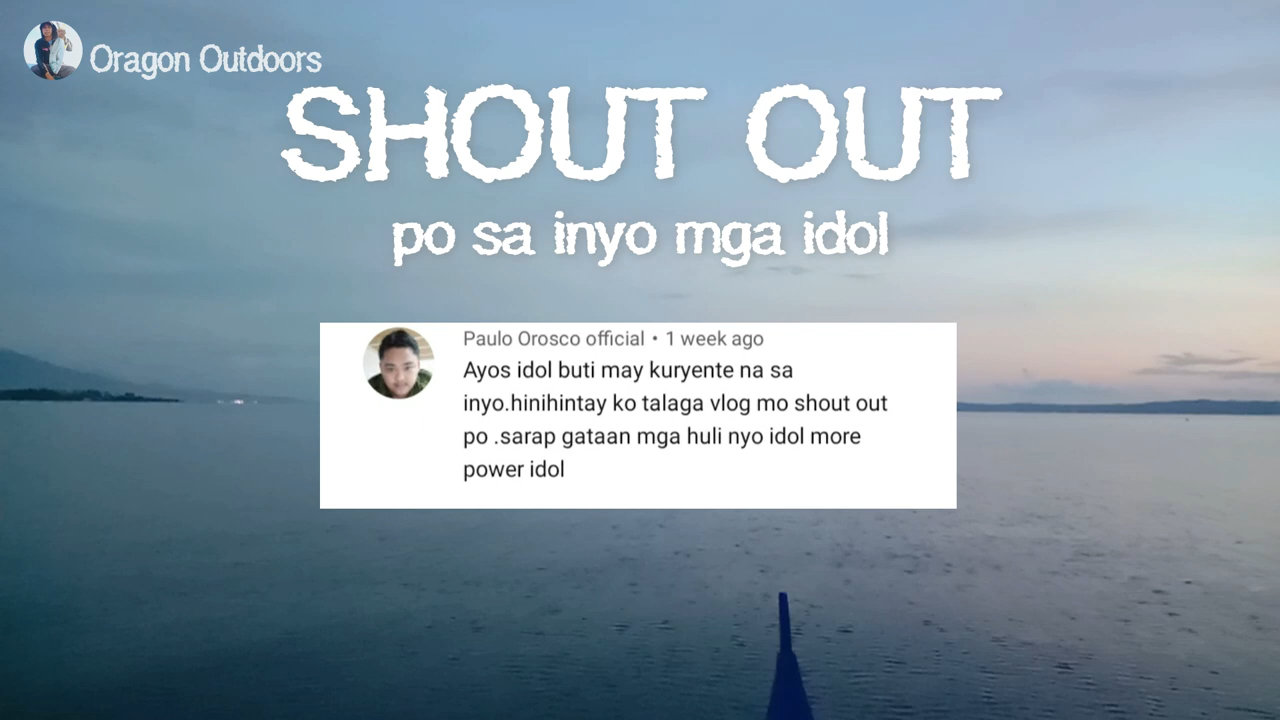 Oragon Outdoors
SHOUT OUT
po sa inyo mga idol
Paulo Orosco official • 1 week ago
Ayos idol buti may kuryente na sa
inyo.hinihintay ko talaga vlog mo shout out
po .sarap gataan mga huli nyo idol more
power idol